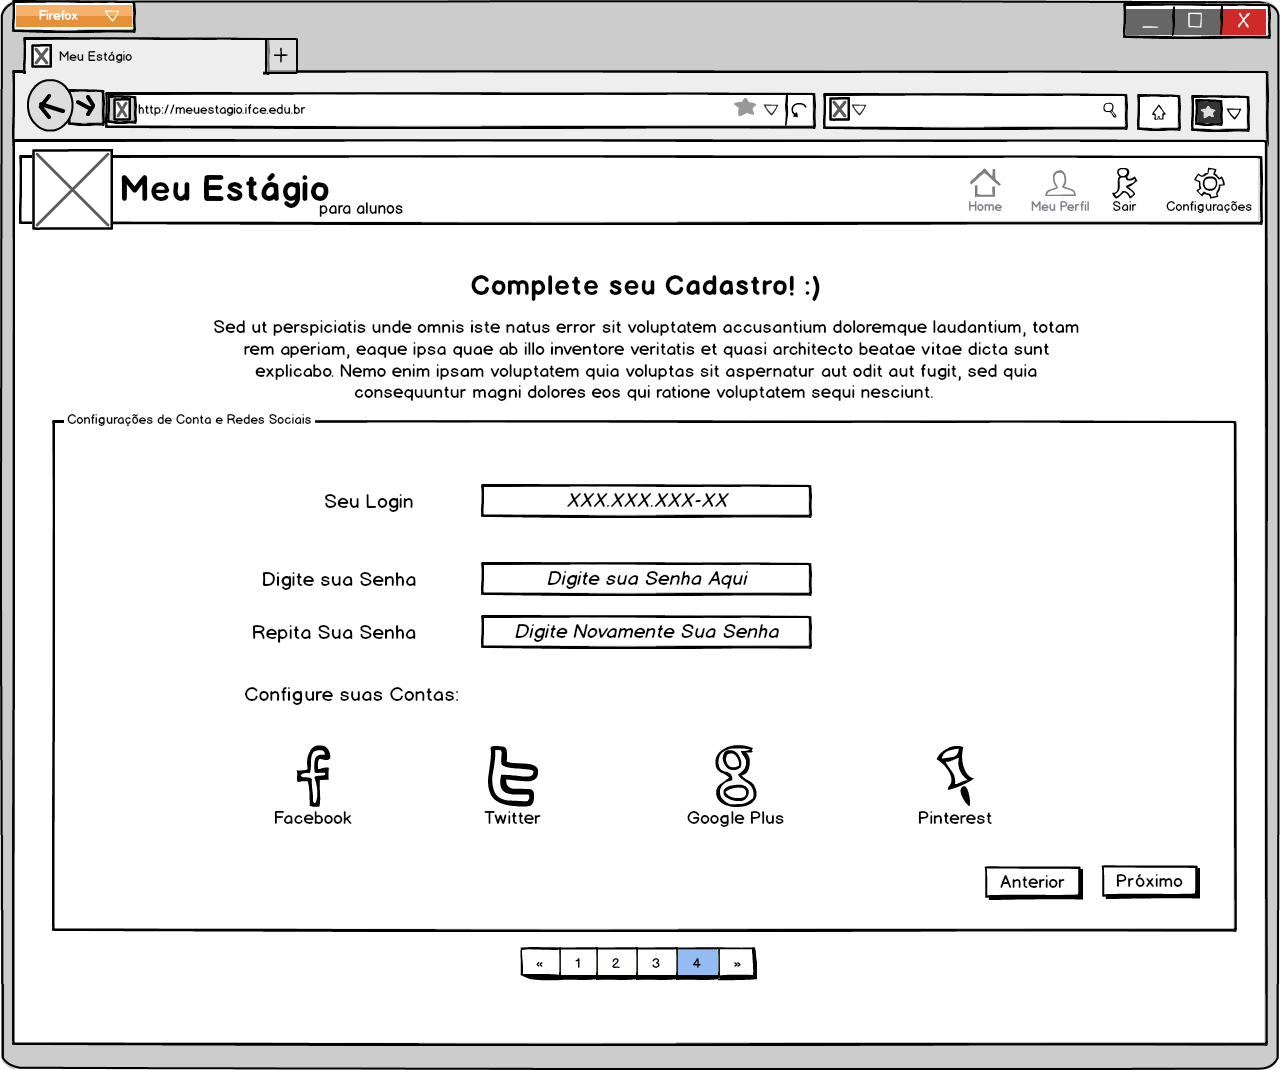 Firefox
Meu Estágio
http://meuestagio.ifce.edu.br
Meu Estágio
para alunos
Home
Meu Perfil
Sair
Configurações
Complete seu Cadastro! :)
Sed ut perspiciatis unde omnis iste natus error sit voluptatem accusantium doloremque laudantium, totam
rem aperiam, eaque ipsa quae ab illo inventore veritatis et quasi architecto beatae vitae dicta sunt
explicabo. Nemo enim ipsam voluptatem quia voluptas sit aspernatur aut odit aut fugit, sed quia
consequuntur magni dolores eos qui ratione voluptatem sequi nesciunt.
Configurações de Conta e Redes Sociais
Seu Login
XXX.XXX.XXX-XX
Digite sua Senha
Digite sua Senha Aqui
Repita Sua Senha
Digite Novamente Sua Senha
Configure suas Contas:
Facebook
Twitter
Google Plus
Pinterest
Anterior
Próximo
« 1 2 3 4 »